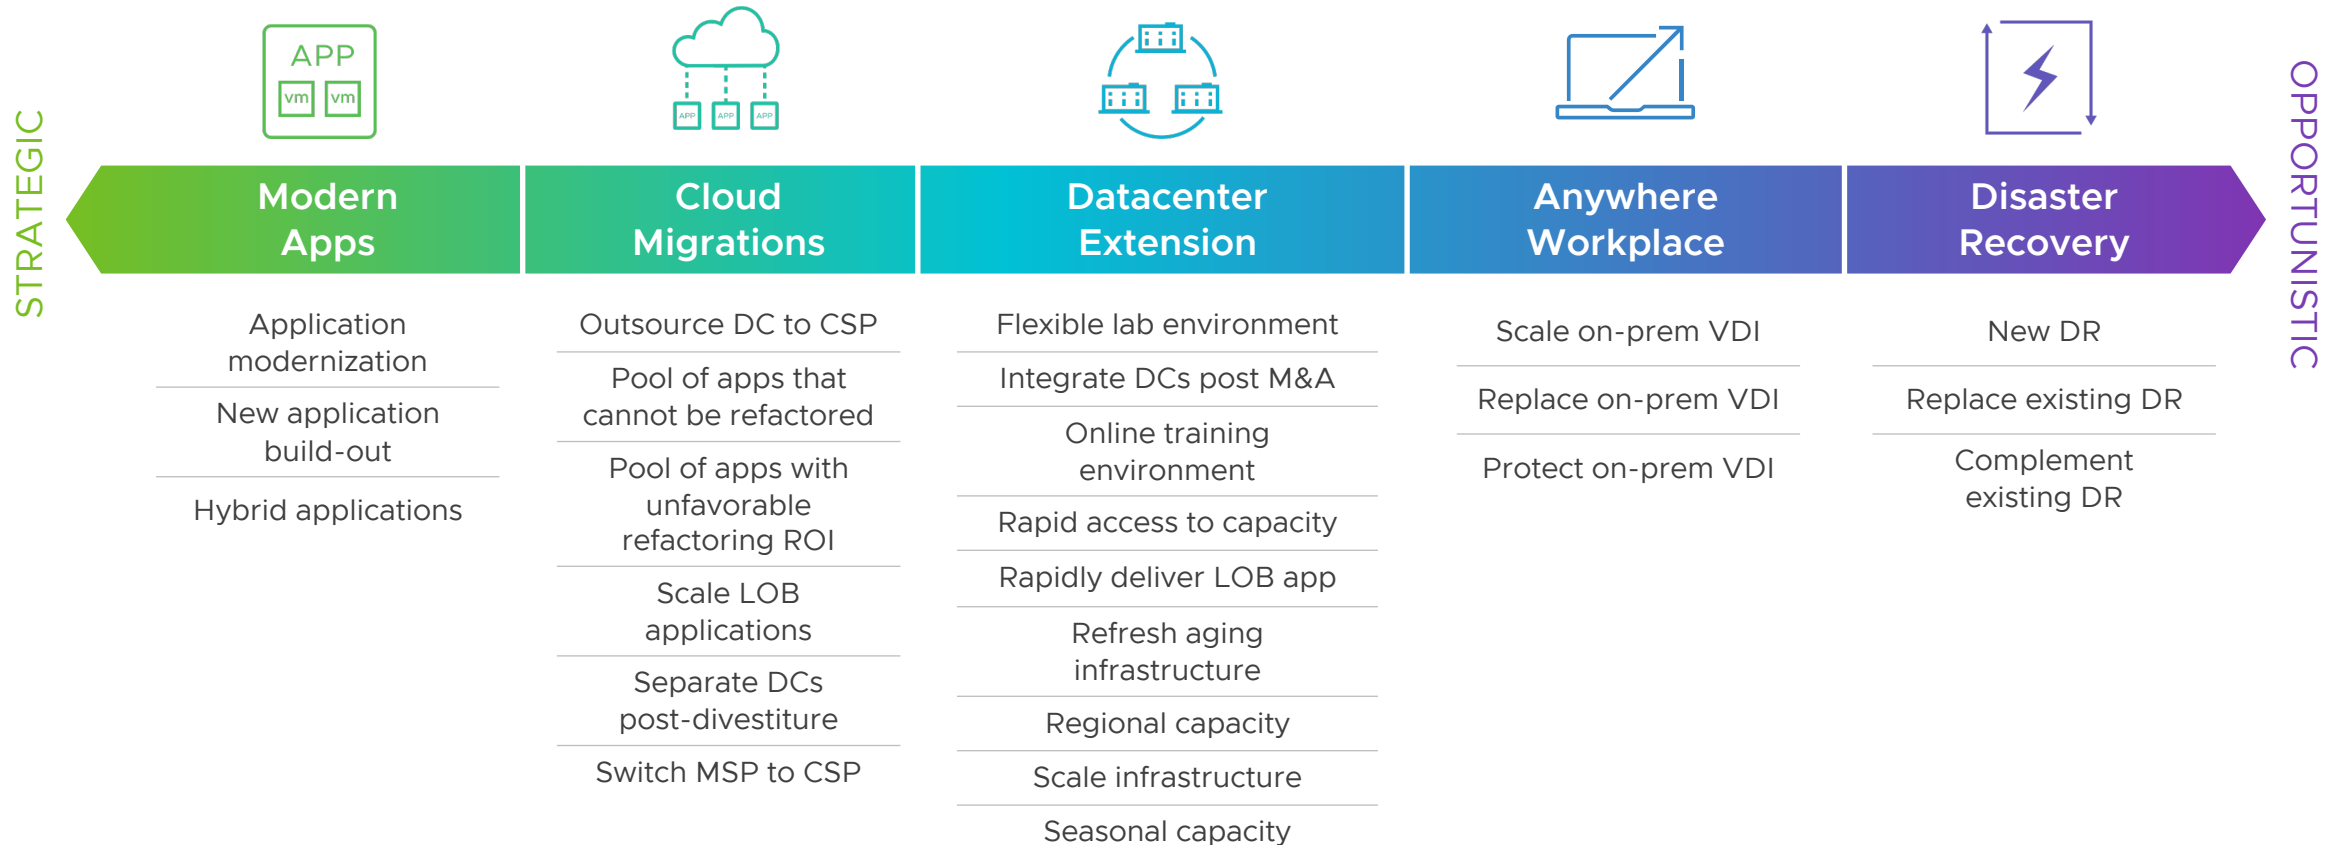 STRATEGIC
APP
vm vm
APP APP APP
Modern
Apps
Cloud
Migrations
Datacenter
Extension
Anywhere
Workplace
Disaster
Recovery
OPPORTUNISTIC
Application
modernization
New application
build-out
Hybrid applications
Outsource DC to CSP
Pool of apps that
cannot be refactored
Pool of apps with
unfavorable
refactoring ROI
Scale LOB
applications
Separate DCs
post-divestiture
Switch MSP to CSP
Flexible lab environment
Integrate DCs post M&A
Online training
environment
Rapid access to capacity
Rapidly deliver LOB app
Refresh aging
infrastructure
Regional capacity
Scale infrastructure
Seasonal capacity
Scale on-prem VDI
Replace on-prem VDI
Protect on-prem VDI
New DR
Replace existing DR
Complement
existing DR